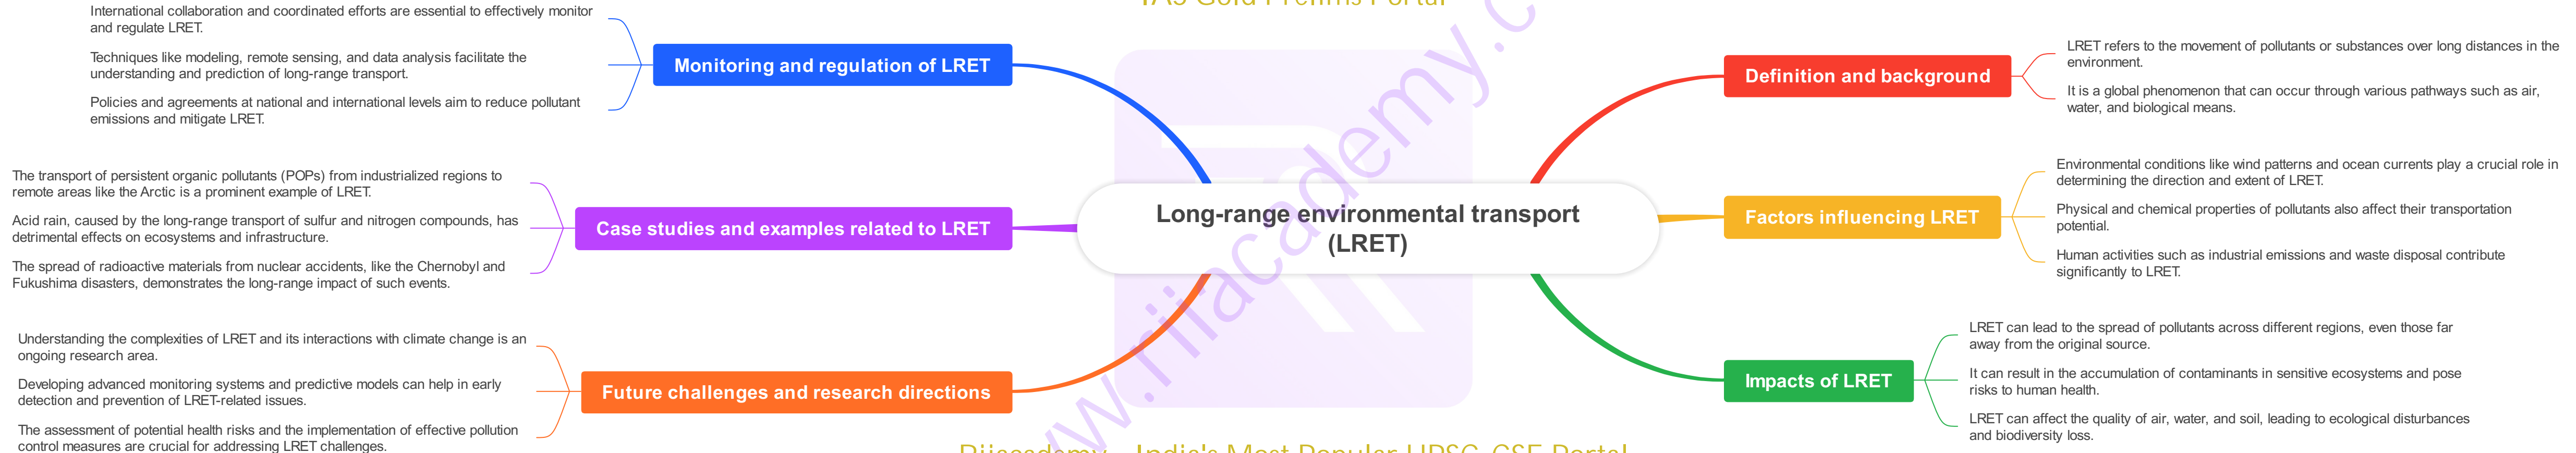 IAS Gold Prelims Portal
Long-range environmental transport
(LRET)
Definition and background
LRET refers to the movement of pollutants or substances over long distances in the
environment.
It is a global phenomenon that can occur through various pathways such as air,
water, and biological means.
Factors influencing LRET
Environmental conditions like wind patterns and ocean currents play a crucial role in
determining the direction and extent of LRET.
Physical and chemical properties of pollutants also affect their transportation
potential.
Human activities such as industrial emissions and waste disposal contribute
significantly to LRET.
Impacts of LRET
LRET can lead to the spread of pollutants across different regions, even those far
away from the original source.
It can result in the accumulation of contaminants in sensitive ecosystems and pose
risks to human health.
LRET can affect the quality of air, water, and soil, leading to ecological disturbances
and biodiversity loss.
Monitoring and regulation of LRET
International collaboration and coordinated efforts are essential to effectively monitor
and regulate LRET.
Techniques like modeling, remote sensing, and data analysis facilitate the
understanding and prediction of long-range transport.
Policies and agreements at national and international levels aim to reduce pollutant
emissions and mitigate LRET.
Case studies and examples related to LRET
The transport of persistent organic pollutants (POPs) from industrialized regions to
remote areas like the Arctic is a prominent example of LRET.
Acid rain, caused by the long-range transport of sulfur and nitrogen compounds, has
detrimental effects on ecosystems and infrastructure.
The spread of radioactive materials from nuclear accidents, like the Chernobyl and
Fukushima disasters, demonstrates the long-range impact of such events.
Future challenges and research directions
Understanding the complexities of LRET and its interactions with climate change is an
ongoing research area.
Developing advanced monitoring systems and predictive models can help in early
detection and prevention of LRET-related issues.
The assessment of potential health risks and the implementation of effective pollution
control measures are crucial for addressing LRET challenges.
India's Most Popular UPSC-CSE Portal